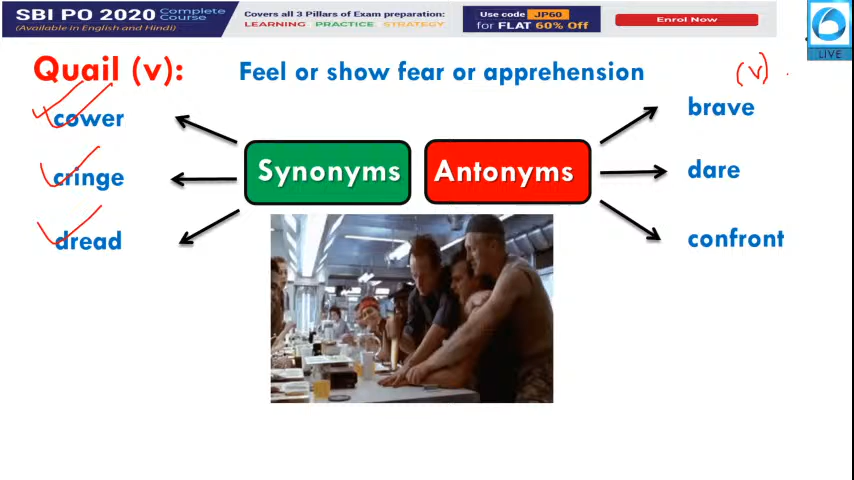 SBI PO 2020 Complete Course
(Available in English and Hindi)
Covers all 3 Pillars of Exam preparation:
LEARNING PRACTICE STRATEGY
Use code JP60
for FLAT 60% Off
Enrol Now
LIVE
Quail (v): Feel or show fear or apprehension (v)
cower
cringe
dread
Synonyms
Antonyms
brave
dare
confront